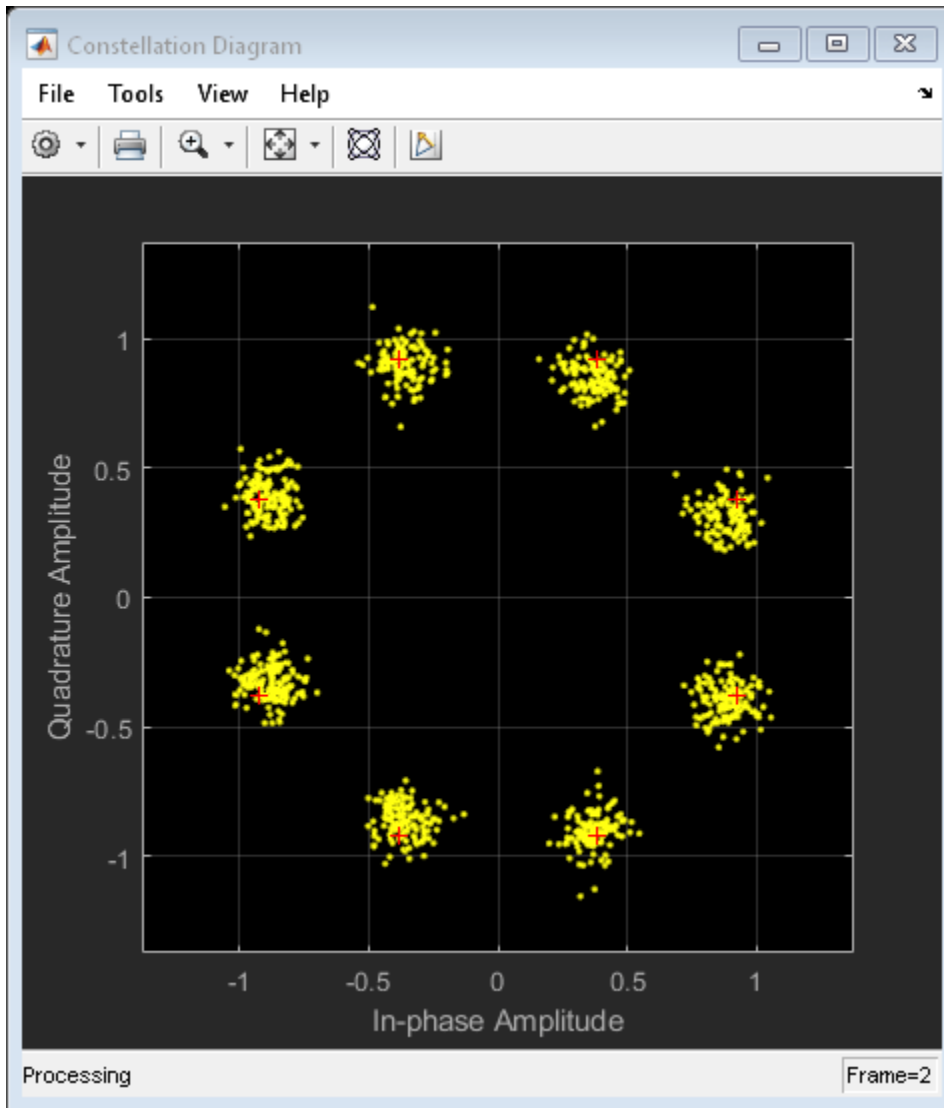 Constellation Diagram
File Tools View Help
1
0.5
0
-0.5
-1
Quadrature Amplitude
-1 -0.5 0 0.5 1
In-phase Amplitude
Processing Frame=2